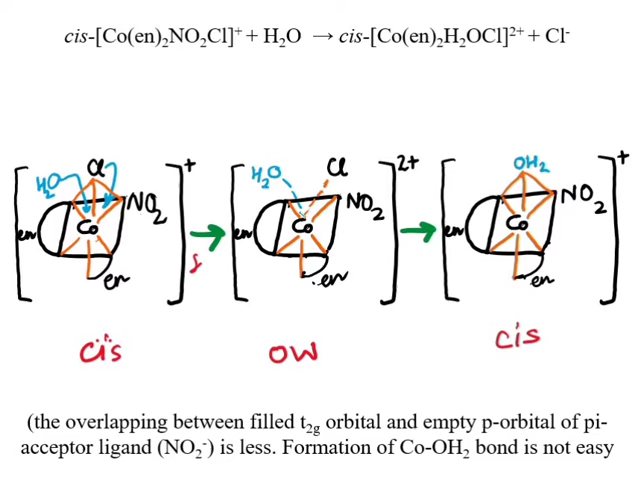 cis-[Co(en)₂NO₂Cl]⁺ + H₂O → cis-[Co(en)₂H₂OCl]²⁺ + Cl⁻
H₂O Cl NO₂ Co en en +
H₂O Cl NO₂ Co en en 2+
OH₂ NO₂ Co en +
cis ow cis
(the overlapping between filled t₂g orbital and empty p-orbital of pi-
acceptor ligand (NO₂⁻) is less. Formation of Co-OH₂ bond is not easy